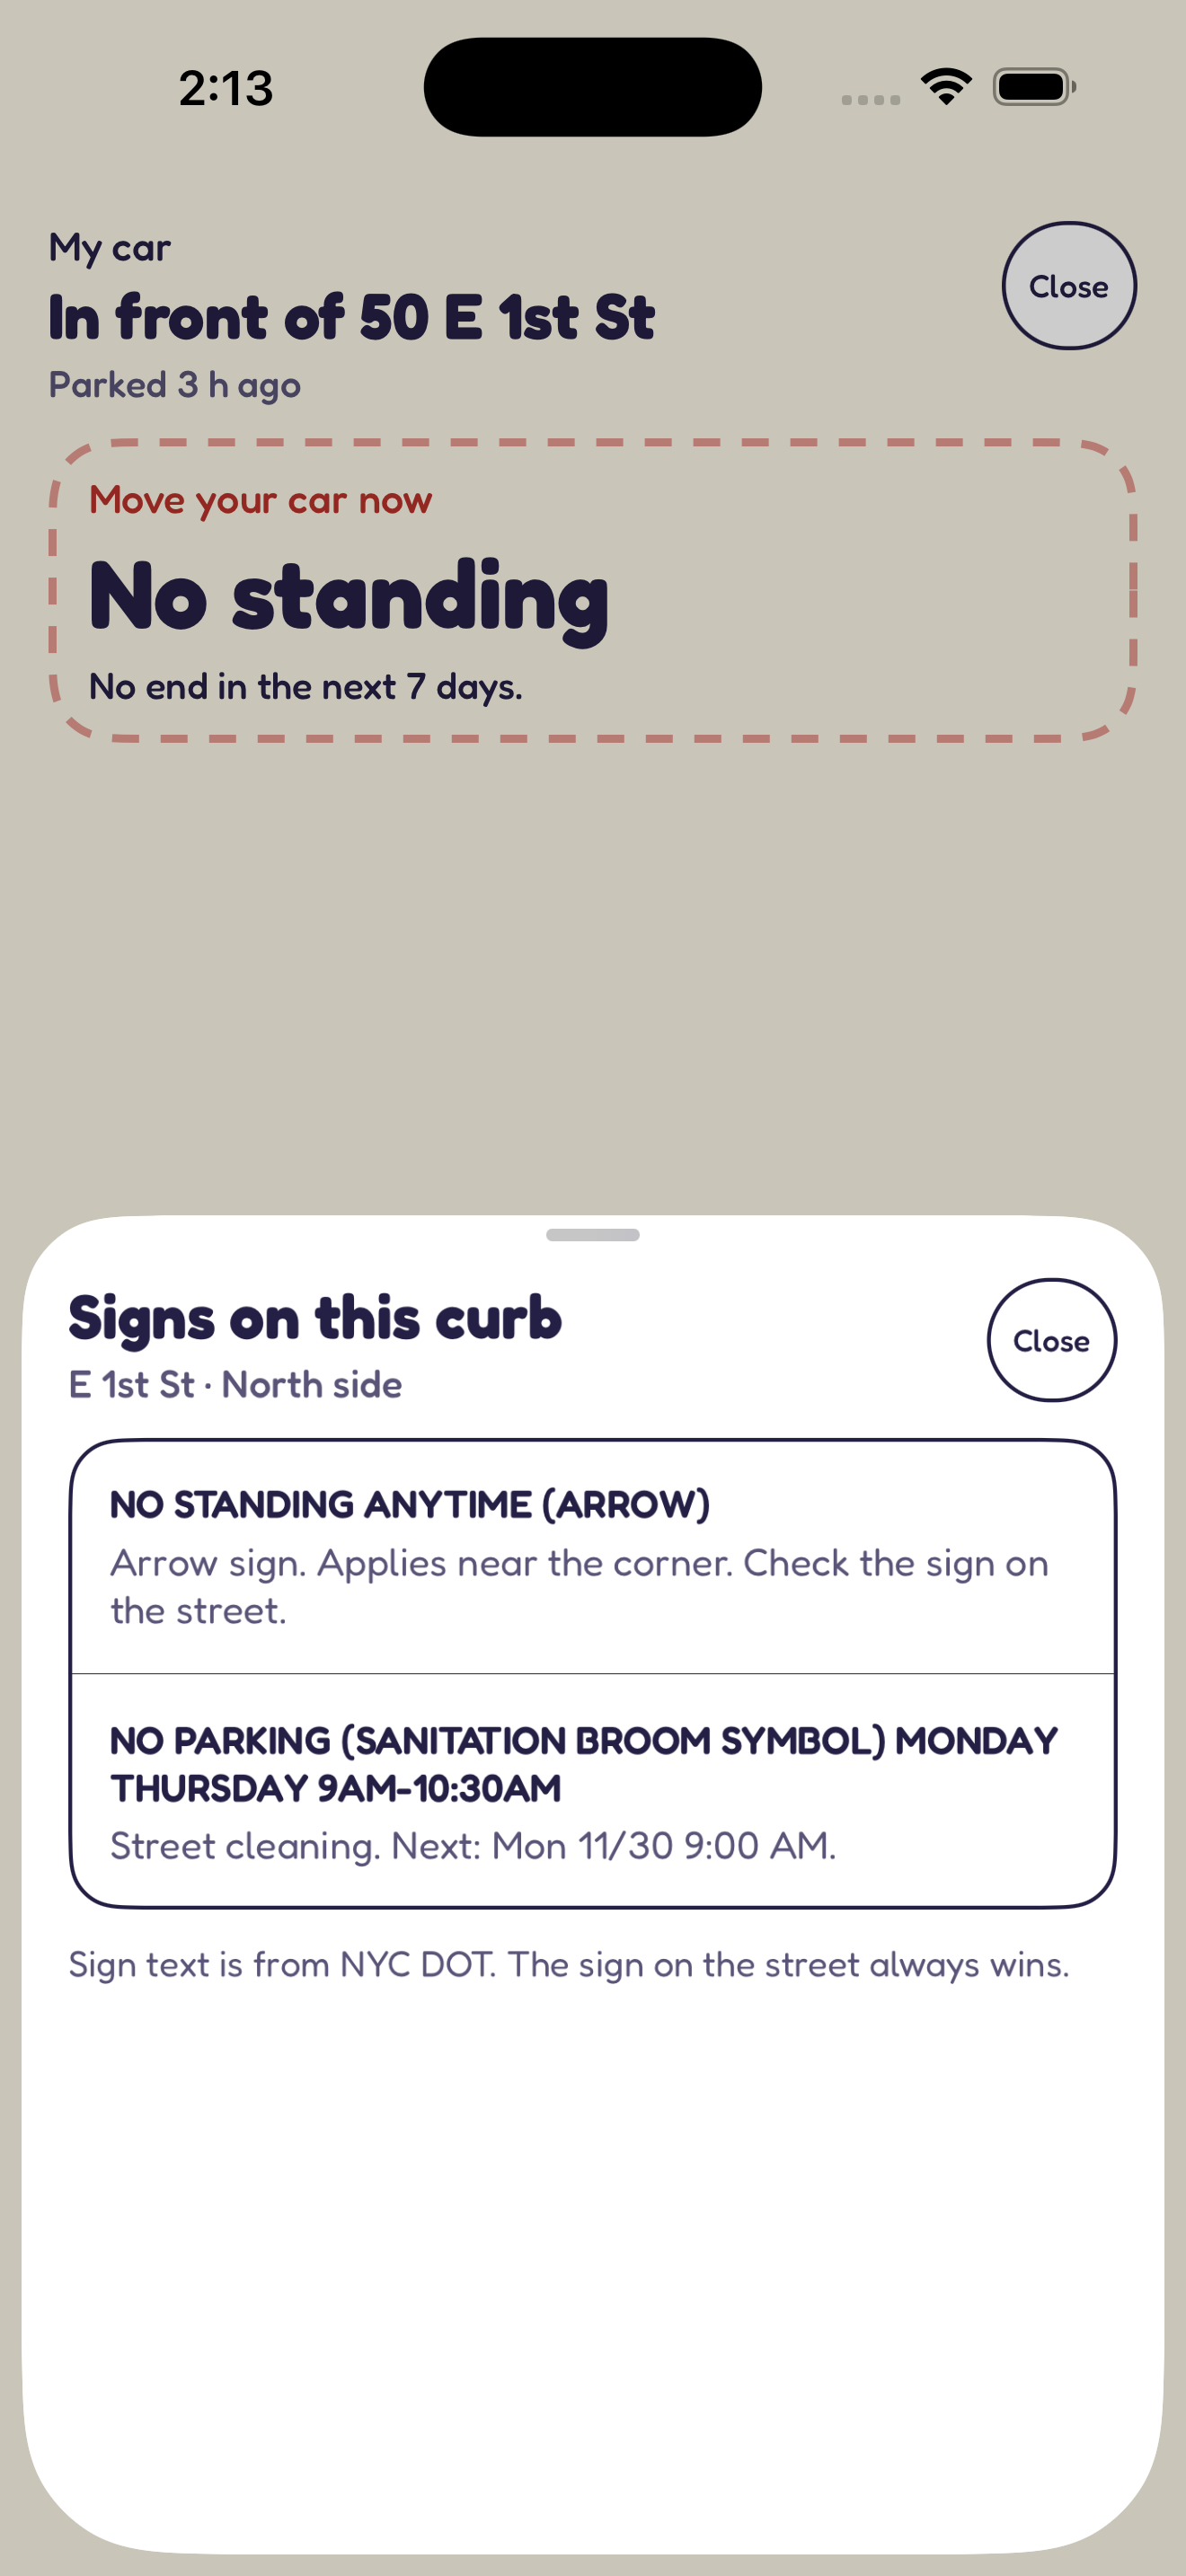 2:13
My car
Close
In front of 50 E 1st St
Parked 3 h ago
Move your car now
No standing
No end in the next 7 days.
Signs on this curb
Close
E 1st St · North side
NO STANDING ANYTIME (ARROW)
Arrow sign. Applies near the corner. Check the sign on
the street.
NO PARKING (SANITATION BROOM SYMBOL) MONDAY
THURSDAY 9AM-10:30AM
Street cleaning. Next: Mon 11/30 9:00 AM.
Sign text is from NYC DOT. The sign on the street always wins.